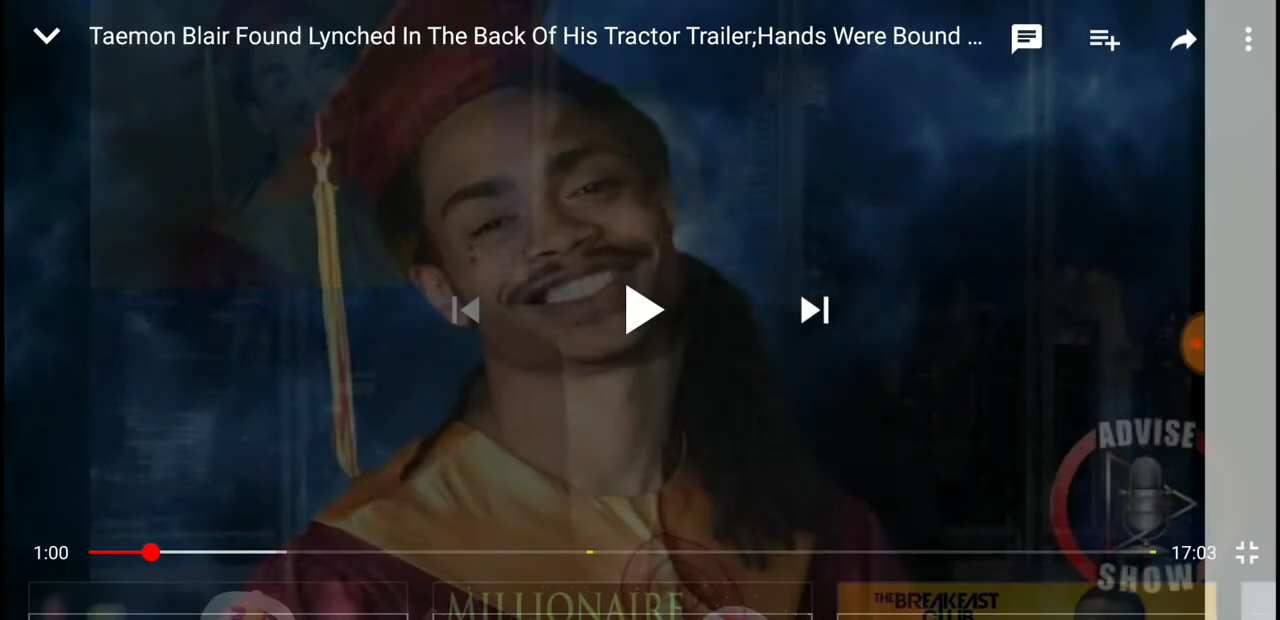 Taemon Blair Found Lynched In The Back Of His Tractor Trailer;Hands Were Bound ...
ADVISE
SHOW
1:00
17:03
MILLIONAIRE
THE BREAKFAST
CLUB